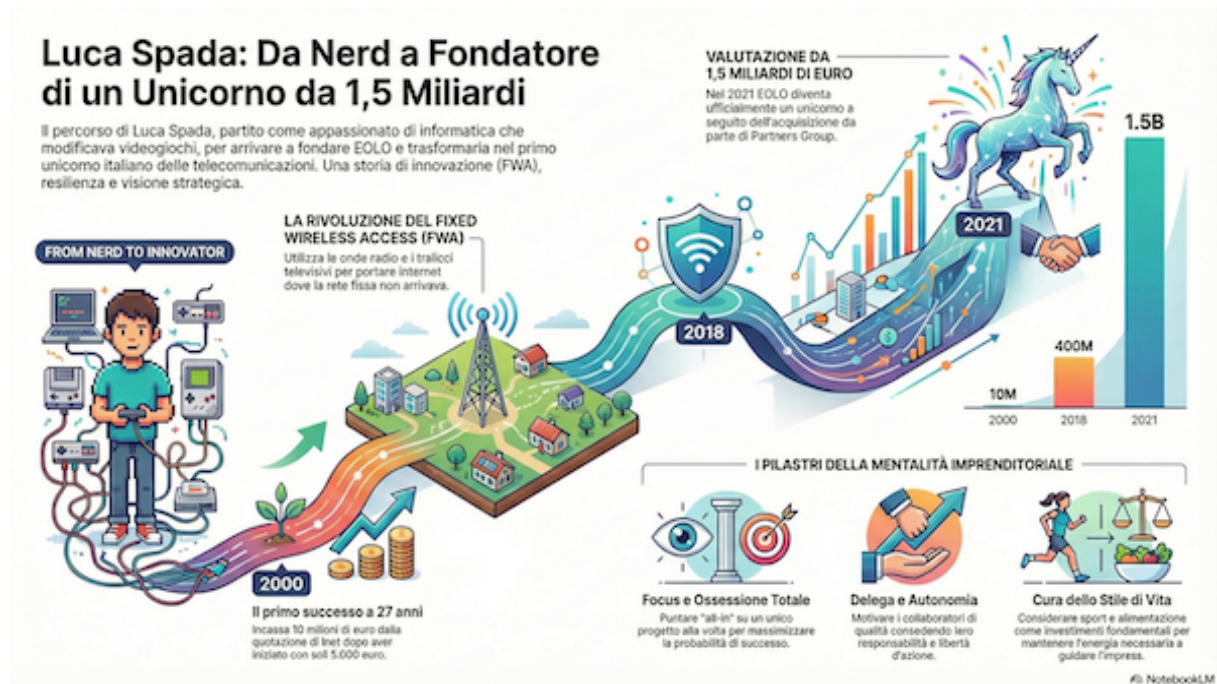 Luca Spada: Da Nerd a Fondatore
di un Unicorno da 1,5 Miliardi
Il percorso di Luca Spada, partito come appassionato di informatica che
modificava videogiochi, per arrivare a fondare EOLO e trasformaria nel primo
unicorno italiano delle telecomunicazioni. Una storia di innovazione (FWA),
resilienza e visione strategica.
FROM NERD TO INNOVATOR
LA RIVOLUZIONE DEL FIXED
WIRELESS ACCESS (FWA)
Utilizza le onde radio e i tralicci
televisivi per portare internet
dove la rete fissa non arrivava.
VALUTAZIONE DA
1,5 MILIARDI DI EURO
Nel 2021 EOLO diventa
ufficialmente un unicorno a
seguito dell'acquisizione da
parte di Partners Group.
2000
Il primo successo a 27 anni
Incassa 10 milioni di euro dalla
quotazione di Inet dopo aver
iniziato con soli 5.000 euro.
2018
2021
10M
400M
1.5B
2000
2018
2021
I PILASTRI DELLA MENTALITÀ IMPRENDITORIALE
Focus e Ossessione Totale
Puntare "all-in" su un unico
progetto alla volta per massimizzare
la probabilità di successo.
Delega e Autonomia
Motivare i collaboratori di
qualità consedendo lero
responsabilità e libertà
d'azione.
Cura dello Stile di Vita
Considerare sport e alimentazione
come investimenti fondamentali per
mantenere l'energia necessaria a
guidare l'impress.
NotebookLM